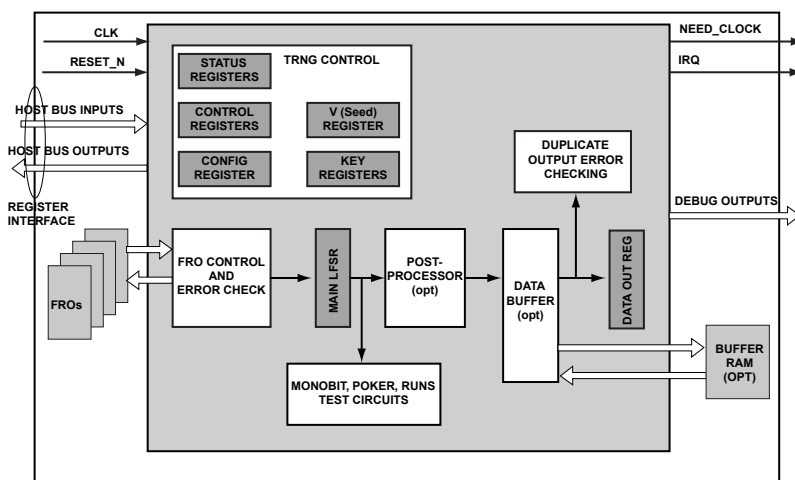 CLK
RESET_N
HOST BUS INPUTS
HOST BUS OUTPUTS
REGISTER
INTERFACE
TRNG CONTROL
STATUS
REGISTERS
CONTROL
REGISTERS
V (Seed)
REGISTER
CONFIG
REGISTER
KEY
REGISTERS
NEED_CLOCK
IRQ
DUPLICATE
OUTPUT ERROR
CHECKING
DEBUG OUTPUTS
FROs
FRO CONTROL
AND
ERROR CHECK
MAIN LFSR
POST-
PROCESSOR
(opt)
DATA
BUFFER
(opt)
DATA OUT REG
BUFFER
RAM
(OPT)
MONOBIT, POKER, RUNS
TEST CIRCUITS